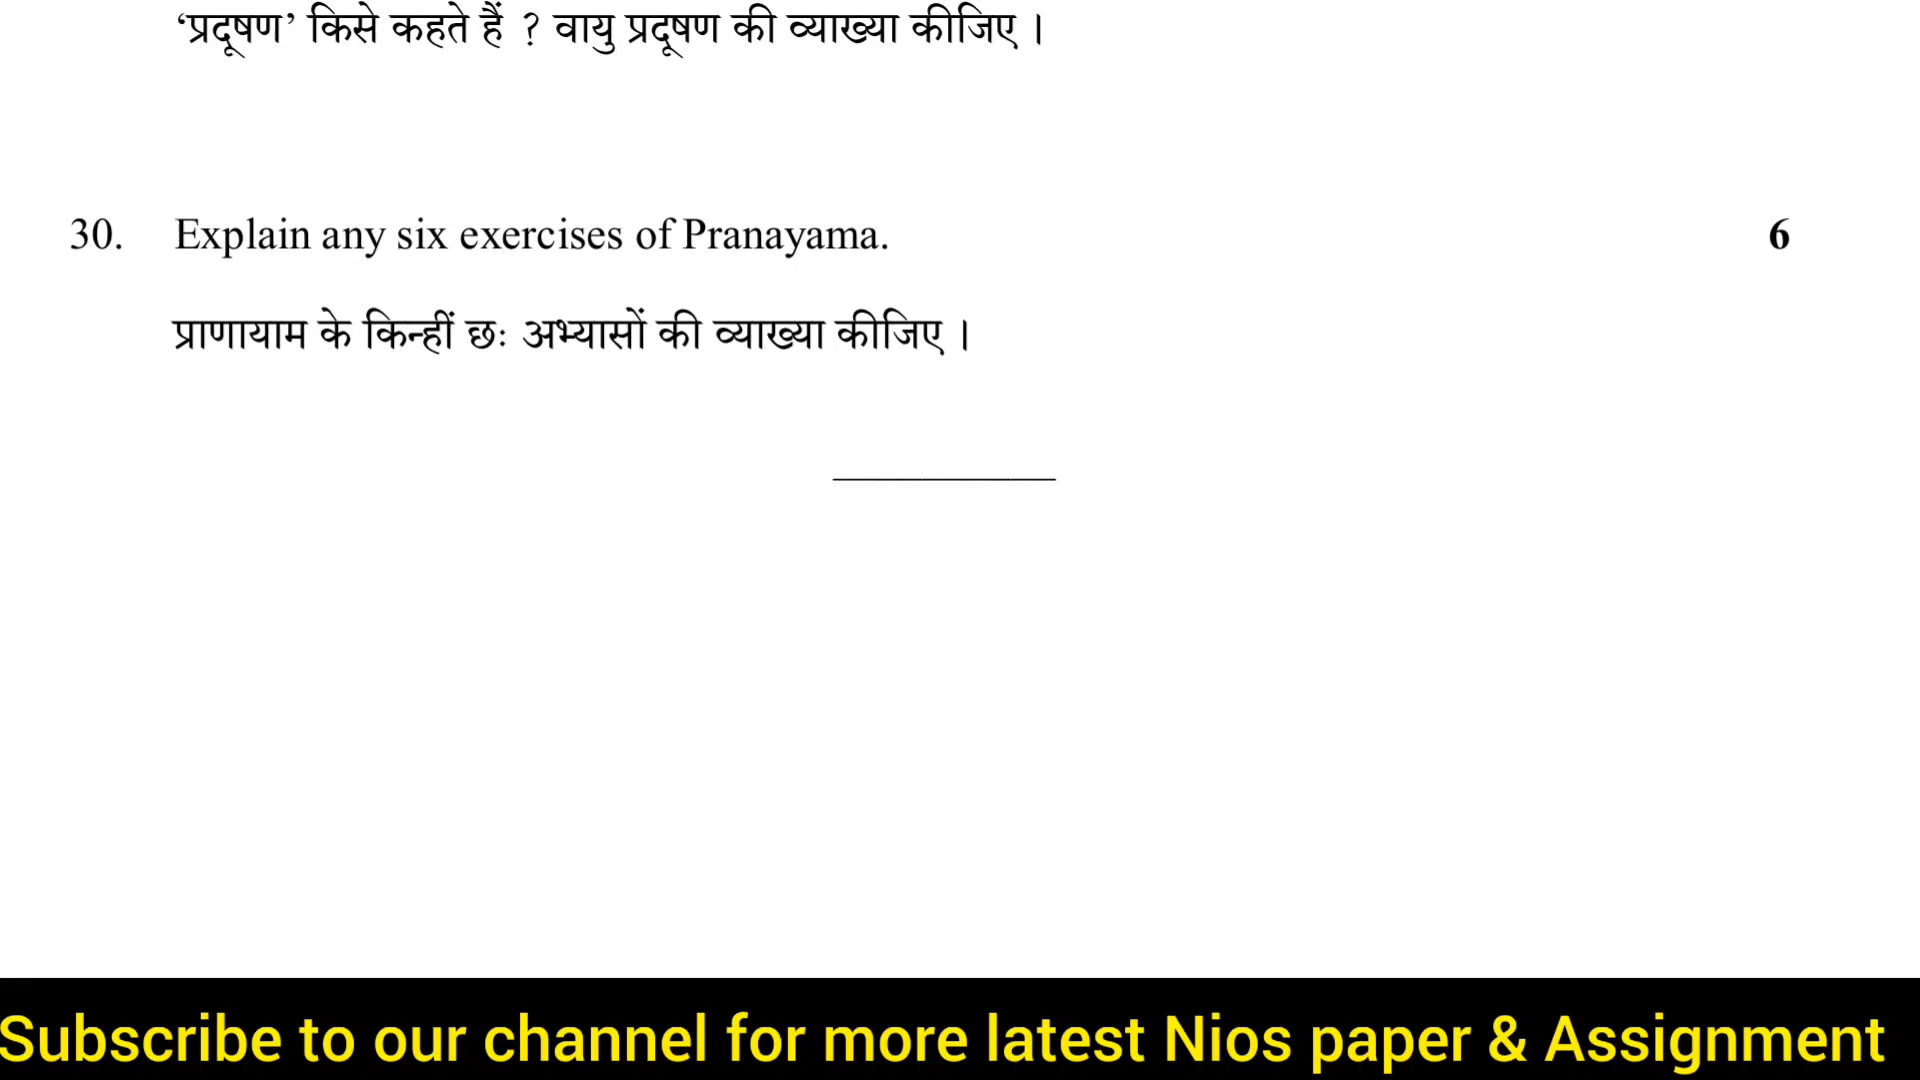 ‘प्रदूषण’ किसे कहते हैं ? वायु प्रदूषण की व्याख्या कीजिए ।
30. Explain any six exercises of Pranayama. 6
प्राणायाम के किन्हीं छः अभ्यासों की व्याख्या कीजिए ।
Subscribe to our channel for more latest Nios paper & Assignment